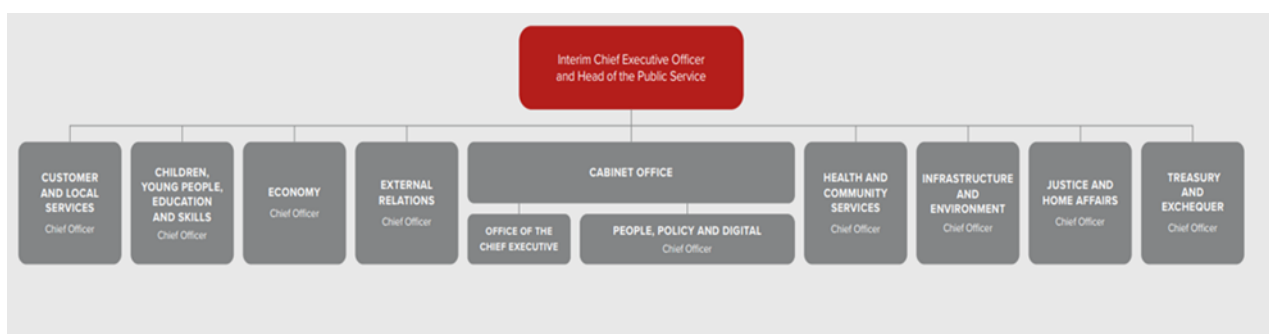 Interim Chief Executive Officer
and Head of the Public Service
CUSTOMER
AND LOCAL
SERVICES
Chief Officer
CHILDREN,
YOUNG PEOPLE,
EDUCATION
AND SKILLS
Chief Officer
ECONOMY
Chief Officer
EXTERNAL
RELATIONS
Chief Officer
CABINET OFFICE
OFFICE OF THE
CHIEF EXECUTIVE
PEOPLE, POLICY AND DIGITAL
Chief Officer
HEALTH AND
COMMUNITY
SERVICES
Chief Officer
INFRASTRUCTURE
AND
ENVIRONMENT
Chief Officer
JUSTICE AND
HOME AFFAIRS
Chief Officer
TREASURY
AND
EXCHEQUER
Chief Officer